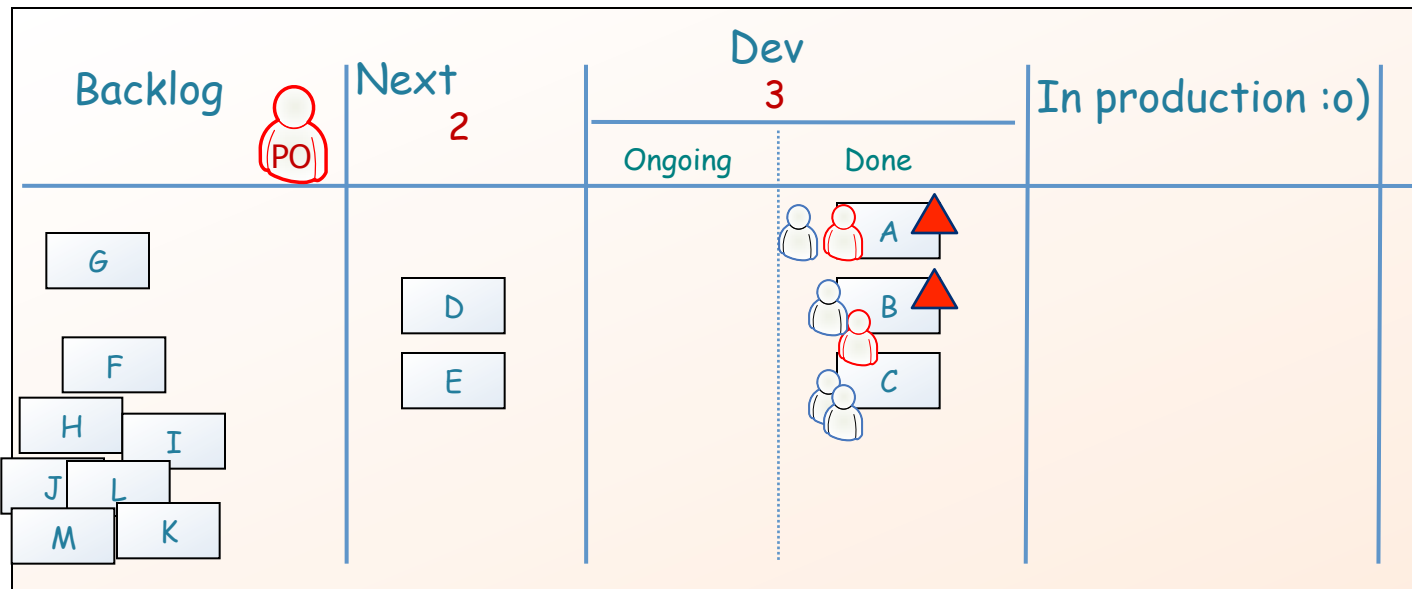 Backlog
PO
Next
2
Dev
3
Ongoing
Done
In production :o)
G
F
H
I
J
L
M
K
D
E
A
B
C